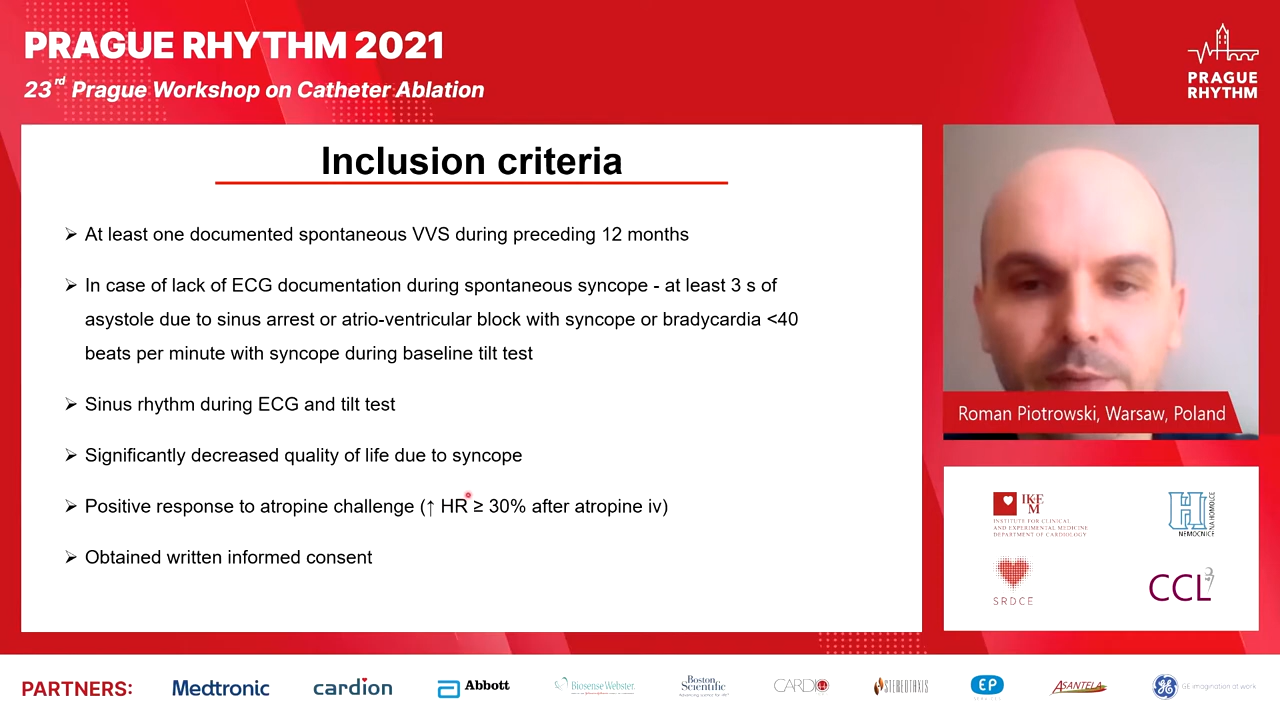 PRAGUE RHYTHM 2021
23rd Prague Workshop on Catheter Ablation
PRAGUE
RHYTHM
Inclusion criteria
➢ At least one documented spontaneous VVS during preceding 12 months
➢ In case of lack of ECG documentation during spontaneous syncope - at least 3 s of
asystole due to sinus arrest or atrio-ventricular block with syncope or bradycardia <40
beats per minute with syncope during baseline tilt test
➢ Sinus rhythm during ECG and tilt test
➢ Significantly decreased quality of life due to syncope
➢ Positive response to atropine challenge (↑ HR ≥ 30% after atropine iv)
➢ Obtained written informed consent
Roman Piotrowski, Warsaw, Poland
IKEM
INSTITUTE FOR CLINICAL
AND EXPERIMENTAL MEDICINE
DEPARTMENT OF CARDIOLOGY
NEMOCNICE
NA HOMOLCE
SRDCE
CCL
PARTNERS:
Medtronic
cardion
Abbott
Biosense Webster
Boston
Scientific
CARDIO
STEREOTAXIS
EP
SERVICES
ASANTELA
GE imagination at work